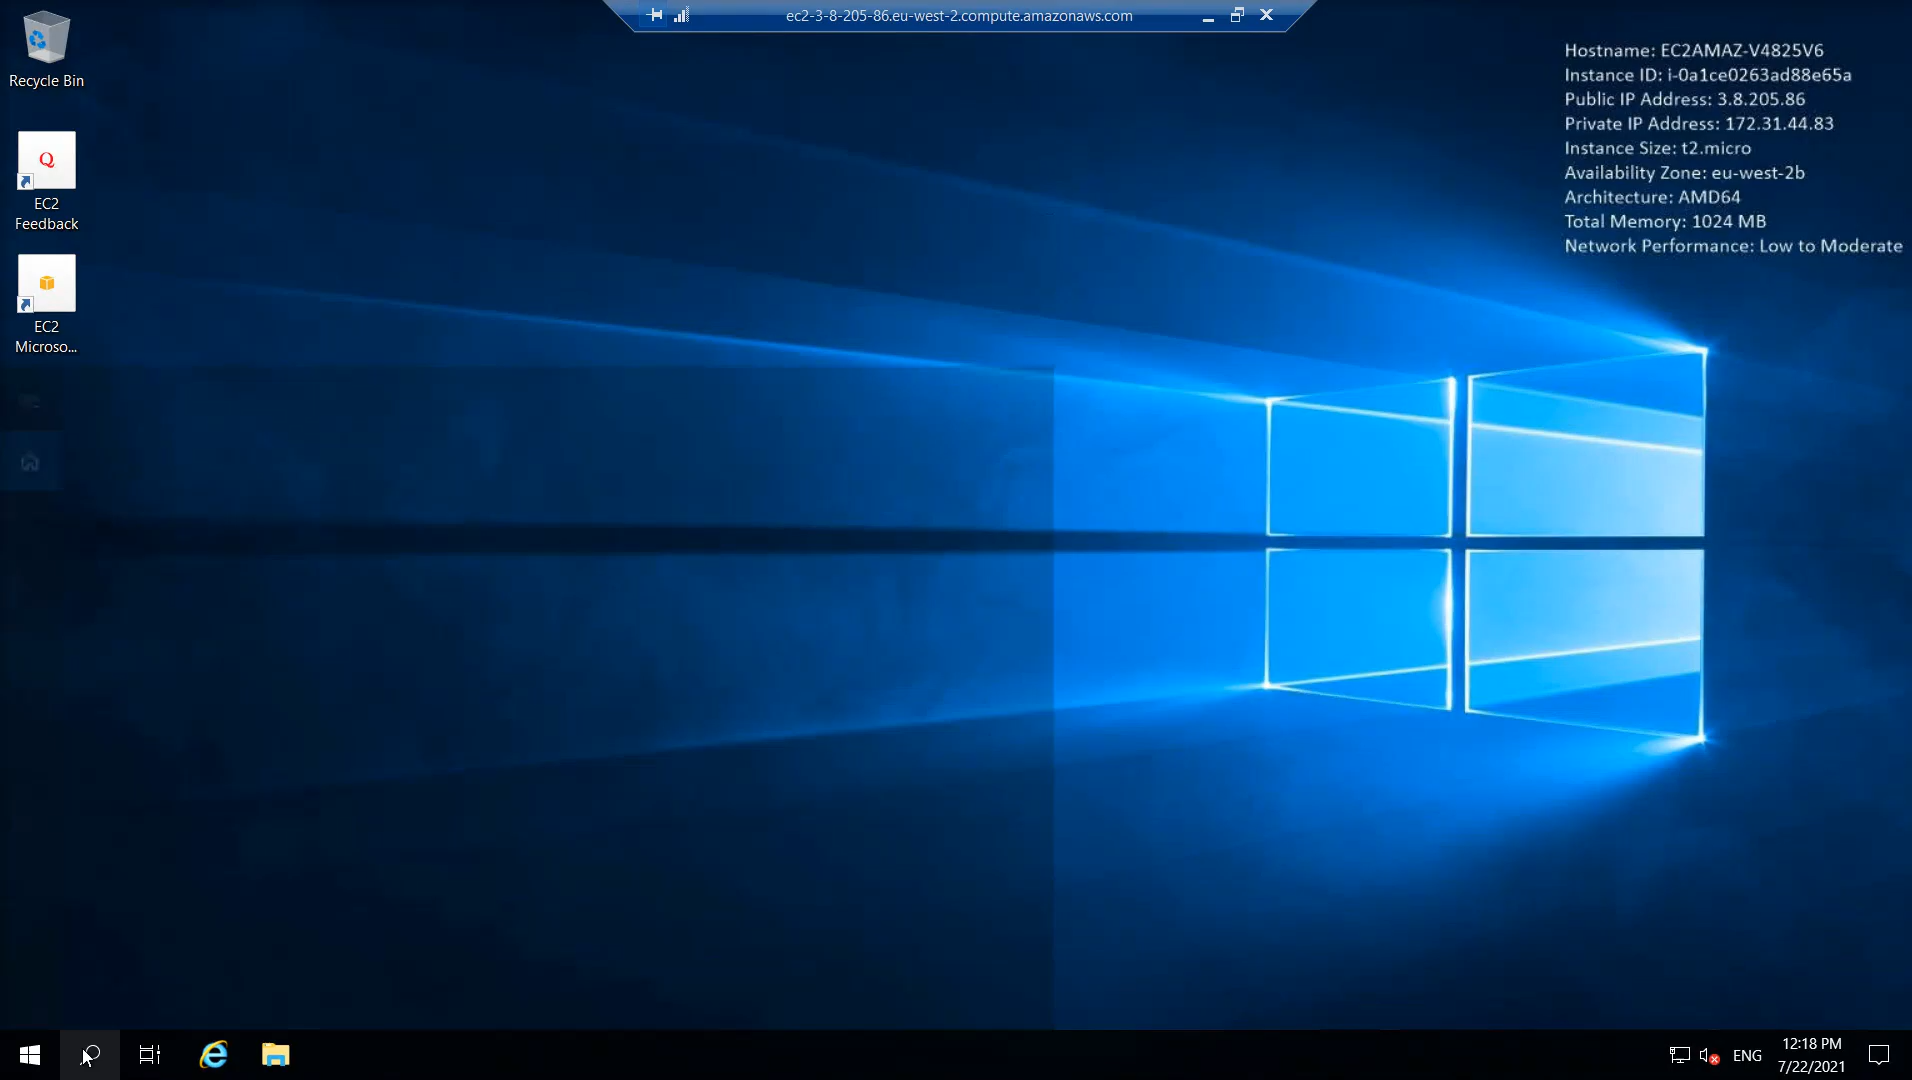 ec2-3-8-205-86.eu-west-2.compute.amazonaws.com
Recycle Bin
EC2
Feedback
EC2
Microso...
Hostname: EC2AMAZ-V4825V6
Instance ID: i-0a1ce0263ad88e65a
Public IP Address: 3.8.205.86
Private IP Address: 172.31.44.83
Instance Size: t2.micro
Availability Zone: eu-west-2b
Architecture: AMD64
Total Memory: 1024 MB
Network Performance: Low to Moderate
ENG
12:18 PM
7/22/2021